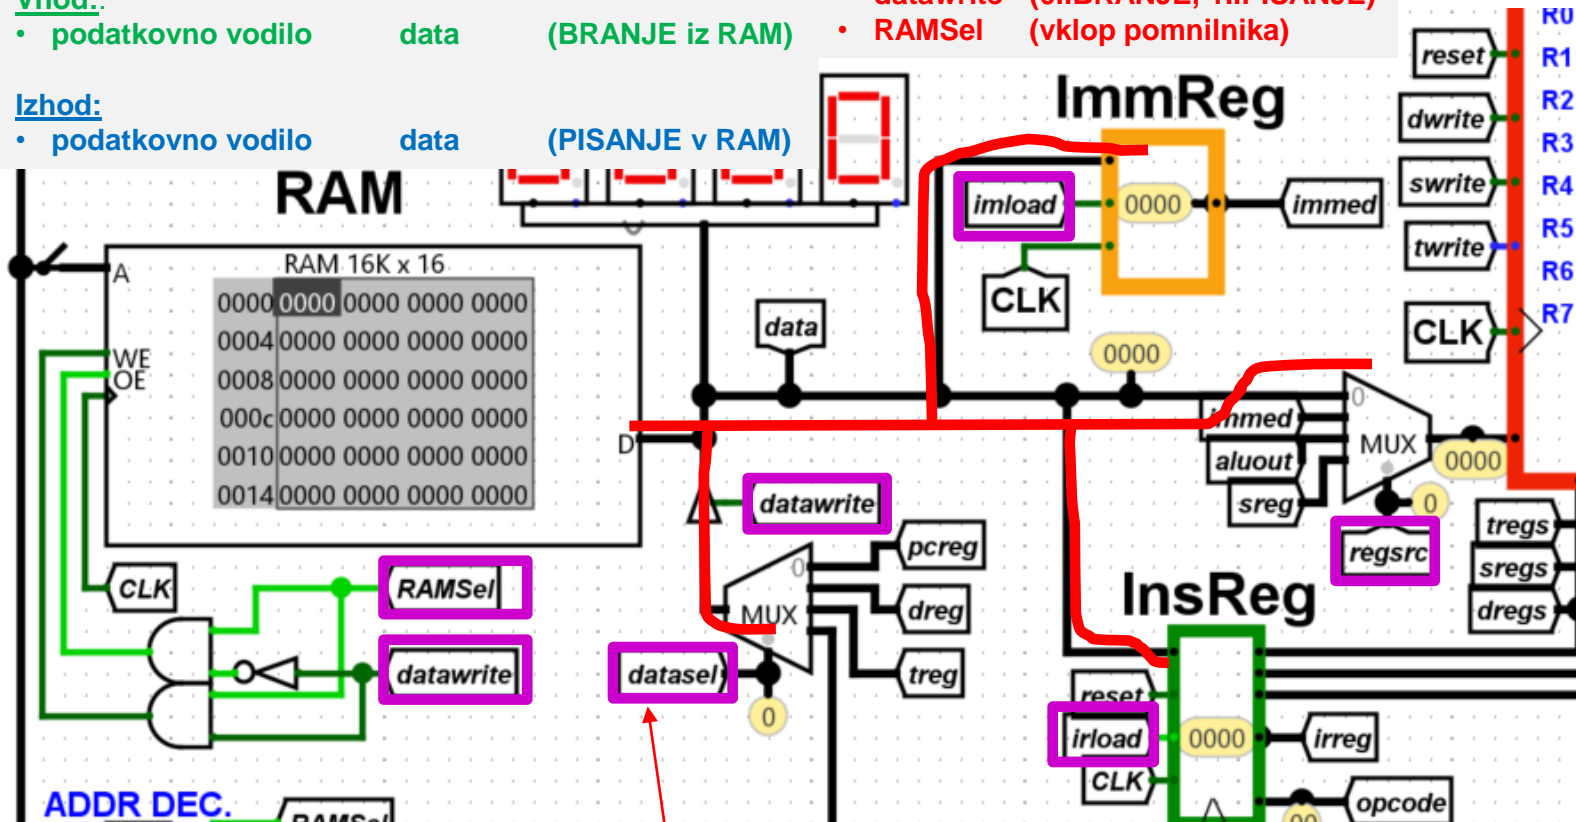 Vhod:
• podatkovno vodilo data (BRANJE iz RAM)
• RAMSel (vklop pomnilnika)
Izhod:
• podatkovno vodilo data (PISANJE v RAM)
RAM
ImmReg
imload
0000
immed
CLK
reset
dwrite
swrite
twrite
CLK
R0
R1
R2
R3
R4
R5
R6
R7
A
RAM 16K x 16
0000 0000 0000 0000 0000
0004 0000 0000 0000 0000
0008 0000 0000 0000 0000
000c 0000 0000 0000 0000
0010 0000 0000 0000 0000
0014 0000 0000 0000 0000
WE
OE
D
data
0000
immed
aluout
sreg
0
MUX
0000
0
regsrc
tregs
sregs
dregs
datawrite
pcreg
dreg
treg
0
MUX
datasel
0
CLK
RAMSel
datawrite
InsReg
reset
irload
CLK
0000
irreg
opcode
00
ADDR DEC.
RAMSel